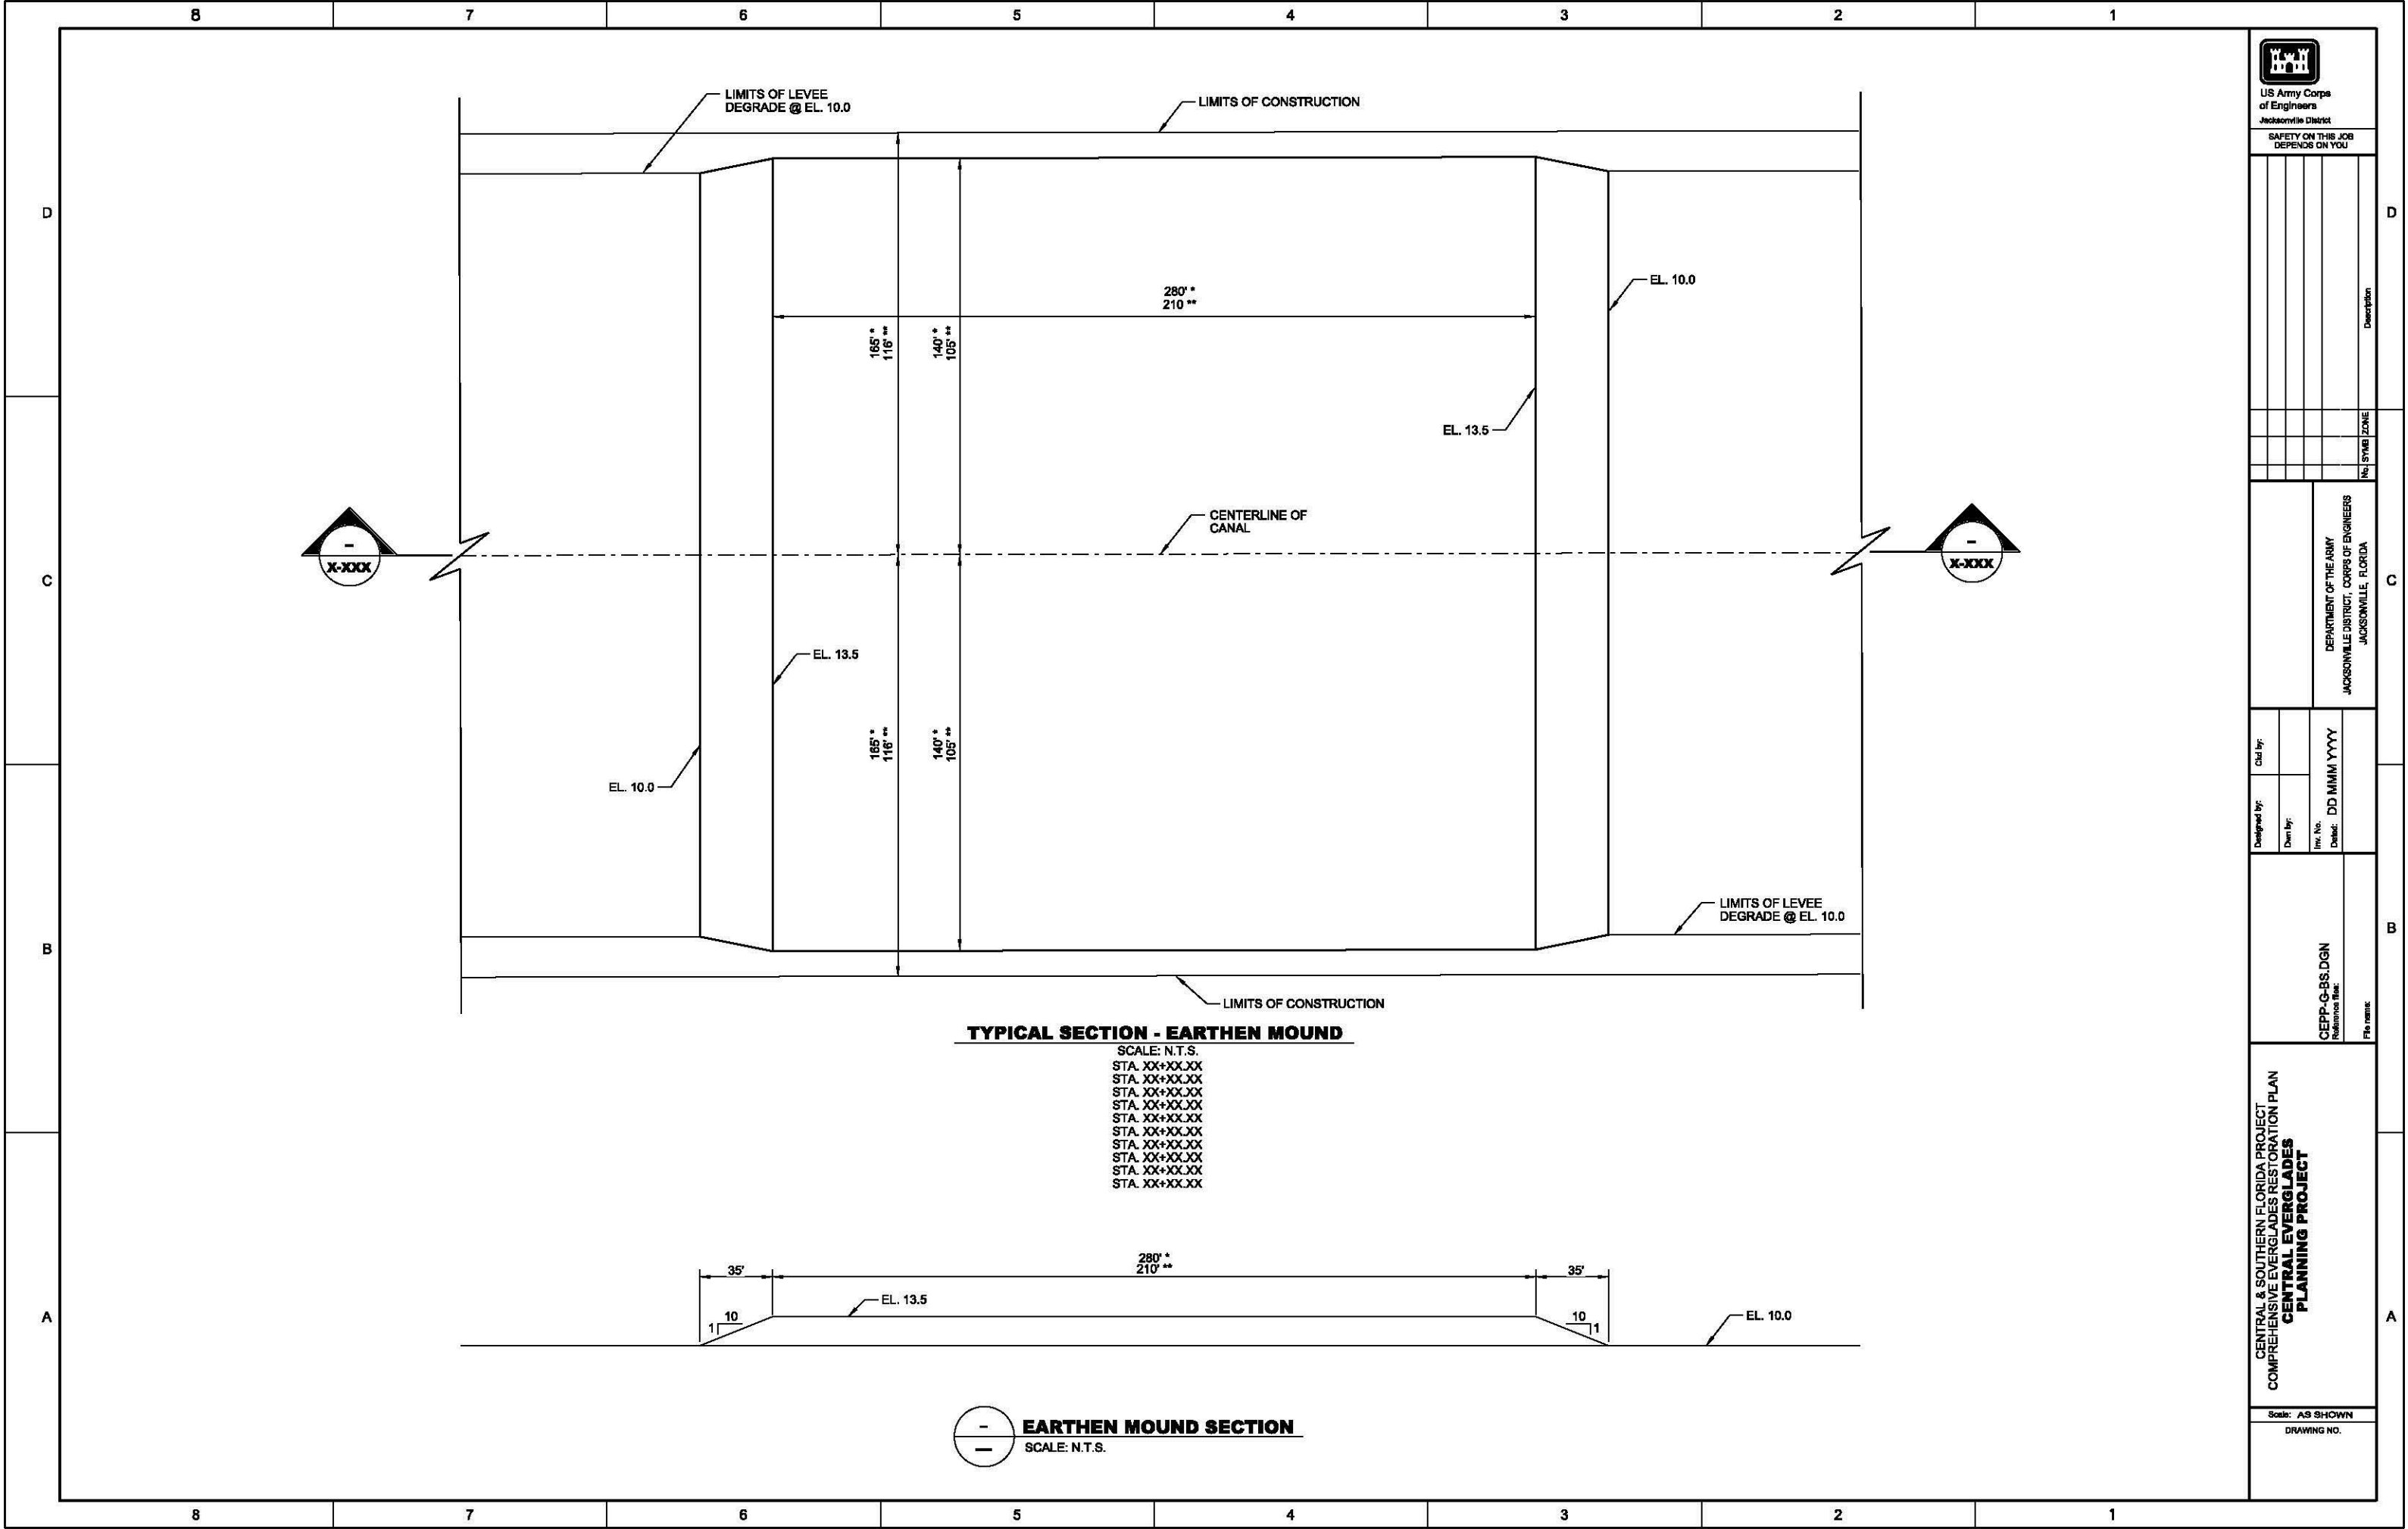 8 7 6 5 4 3 2 1
LIMITS OF LEVEE
DEGRADE @ EL. 10.0
LIMITS OF CONSTRUCTION
D
D
280' *
210 **
EL. 10.0
165' *
116' **
140' *
105' **
EL. 13.5
CENTERLINE OF
CANAL
-
X-XXX
-
X-XXX
C
C
EL. 13.5
165' *
116' **
140' *
105' **
EL. 10.0
LIMITS OF LEVEE
DEGRADE @ EL. 10.0
B
B
LIMITS OF CONSTRUCTION
TYPICAL SECTION - EARTHEN MOUND
SCALE: N.T.S.
STA. XX+XX.XX
STA. XX+XX.XX
STA. XX+XX.XX
STA. XX+XX.XX
STA. XX+XX.XX
STA. XX+XX.XX
STA. XX+XX.XX
STA. XX+XX.XX
STA. XX+XX.XX
STA. XX+XX.XX
280' *
210' **
35'
35'
EL. 13.5
10
1
10
1
EL. 10.0
A
A
-
—
EARTHEN MOUND SECTION
SCALE: N.T.S.
8 7 6 5 4 3 2 1
US Army Corps
of Engineers
Jacksonville District
SAFETY ON THIS JOB
DEPENDS ON YOU
Description
ZONE
SYMB
No.
DEPARTMENT OF THE ARMY
JACKSONVILLE DISTRICT, CORPS OF ENGINEERS
JACKSONVILLE, FLORIDA
Designed by:
Ckd by:
Dwn by:
Inv. No.
Dated: DD MMM YYYY
CEPP-G-BS.DGN
Reference files:
File name:
CENTRAL & SOUTHERN FLORIDA PROJECT
COMPREHENSIVE EVERGLADES RESTORATION PLAN
CENTRAL EVERGLADES
PLANNING PROJECT
Scale: AS SHOWN
DRAWING NO.